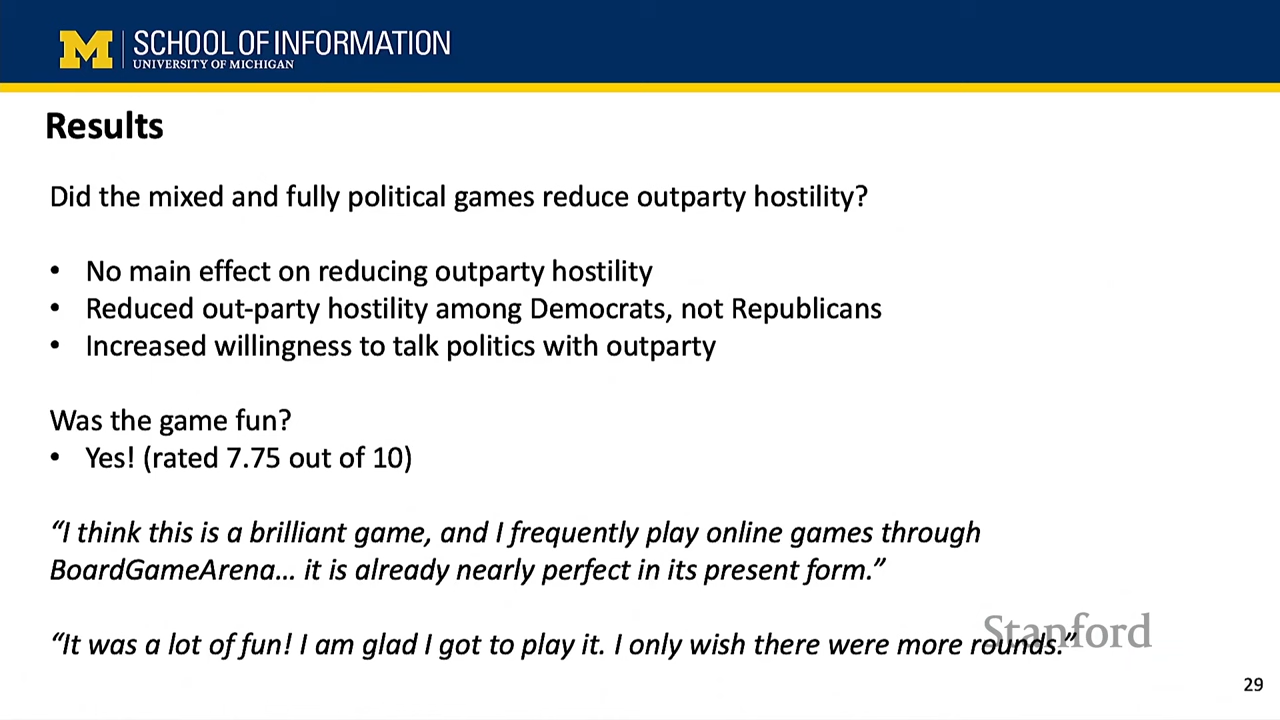 M
SCHOOL OF INFORMATION
UNIVERSITY OF MICHIGAN
Results
Did the mixed and fully political games reduce outparty hostility?
• No main effect on reducing outparty hostility
• Reduced out-party hostility among Democrats, not Republicans
• Increased willingness to talk politics with outparty
Was the game fun?
• Yes! (rated 7.75 out of 10)
“I think this is a brilliant game, and I frequently play online games through
BoardGameArena... it is already nearly perfect in its present form.”
“It was a lot of fun! I am glad I got to play it. I only wish there were more rounds.”
Stanford
29